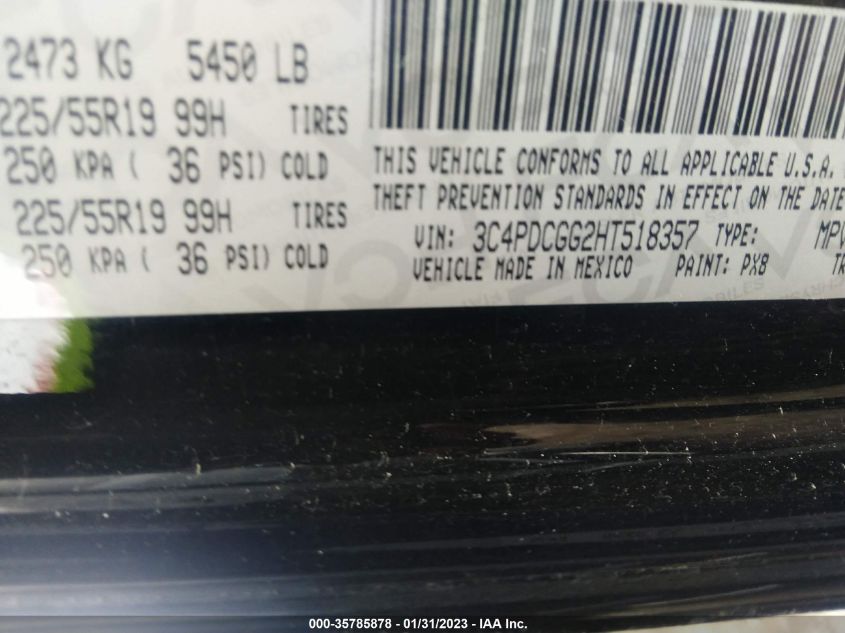 2473 KG 5450 LB
225/55R19 99H TIRES
250 KPA ( 36 PSI) COLD
225/55R19 99H TIRES
250 KPA ( 36 PSI) COLD
THIS VEHICLE CONFORMS TO ALL APPLICABLE U.S.A.
THEFT PREVENTION STANDARDS IN EFFECT ON THE DATE
VIN: 3C4PDCGG2HT518357 TYPE: MPV
VEHICLE MADE IN MEXICO PAINT: PX8 TR
000-35785878 / 01/31/2023 - IAA Inc.